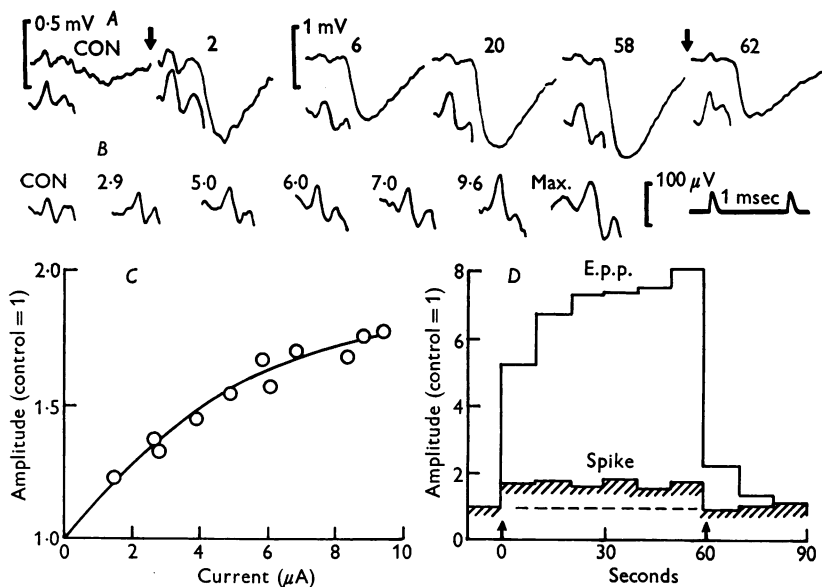 0·5 mV A
CON 2
1 mV 6 20 58 62
B
CON 2·9 5·0 6·0 7·0 9·6 Max. 100 μV 1 msec
C
Amplitude (control = 1)
2·0
1·5
1·0
0 2 4 6 8 10
Current (μA)
D
Amplitude (control = 1)
8
6
4
2
0
E.p.p.
Spike
0 30 60 90
Seconds